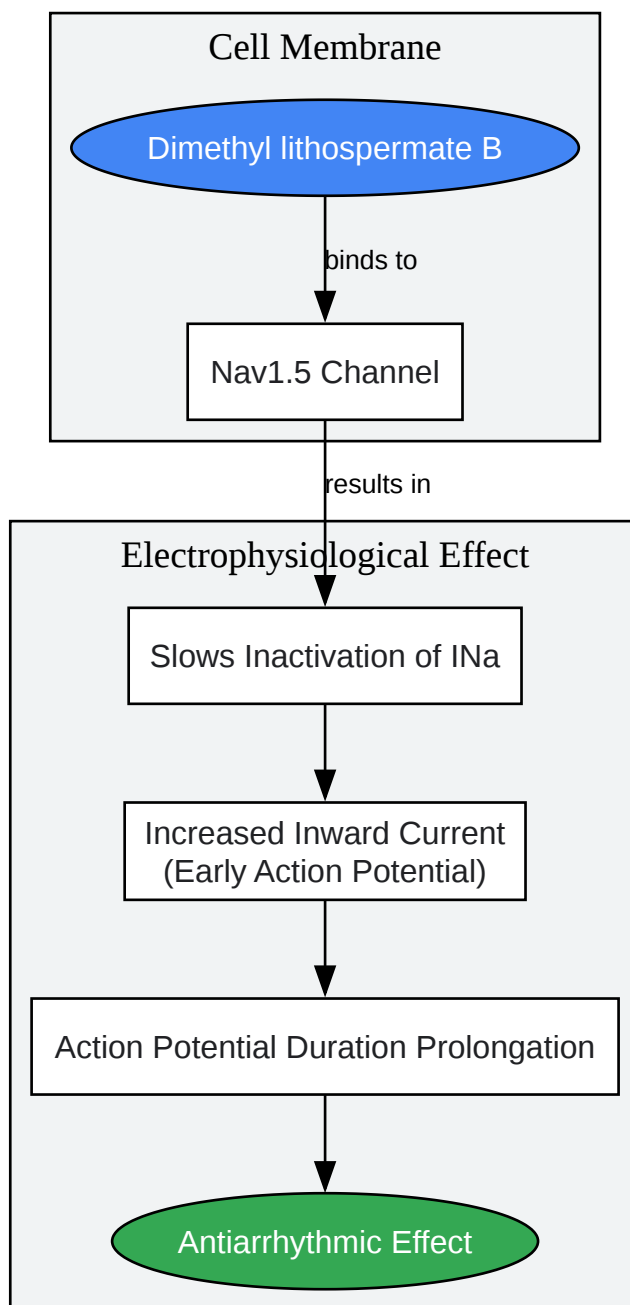 Cell Membrane
Dimethyl lithospermate B
binds to
Nav1.5 Channel
results in
Electrophysiological Effect
Slows Inactivation of INa
Increased Inward Current
(Early Action Potential)
Action Potential Duration Prolongation
Antiarrhythmic Effect